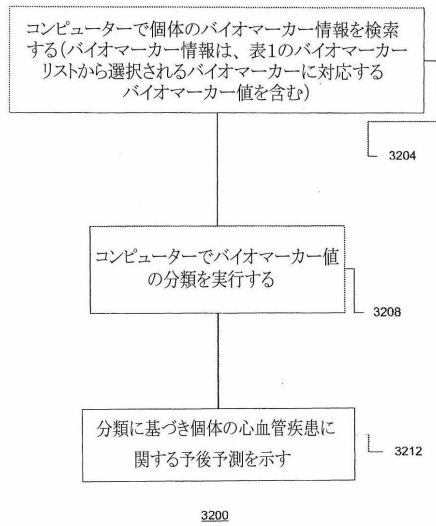 コンピューターで個体のバイオマーカー情報を検索
する(バイオマーカー情報は、表1のバイオマーカー
リストから選択されるバイオマーカーに対応する
バイオマーカー値を含む)
3204
コンピューターでバイオマーカー値
の分類を実行する
3208
分類に基づき個体の心血管疾患に
関する予後予測を示す
3212
3200